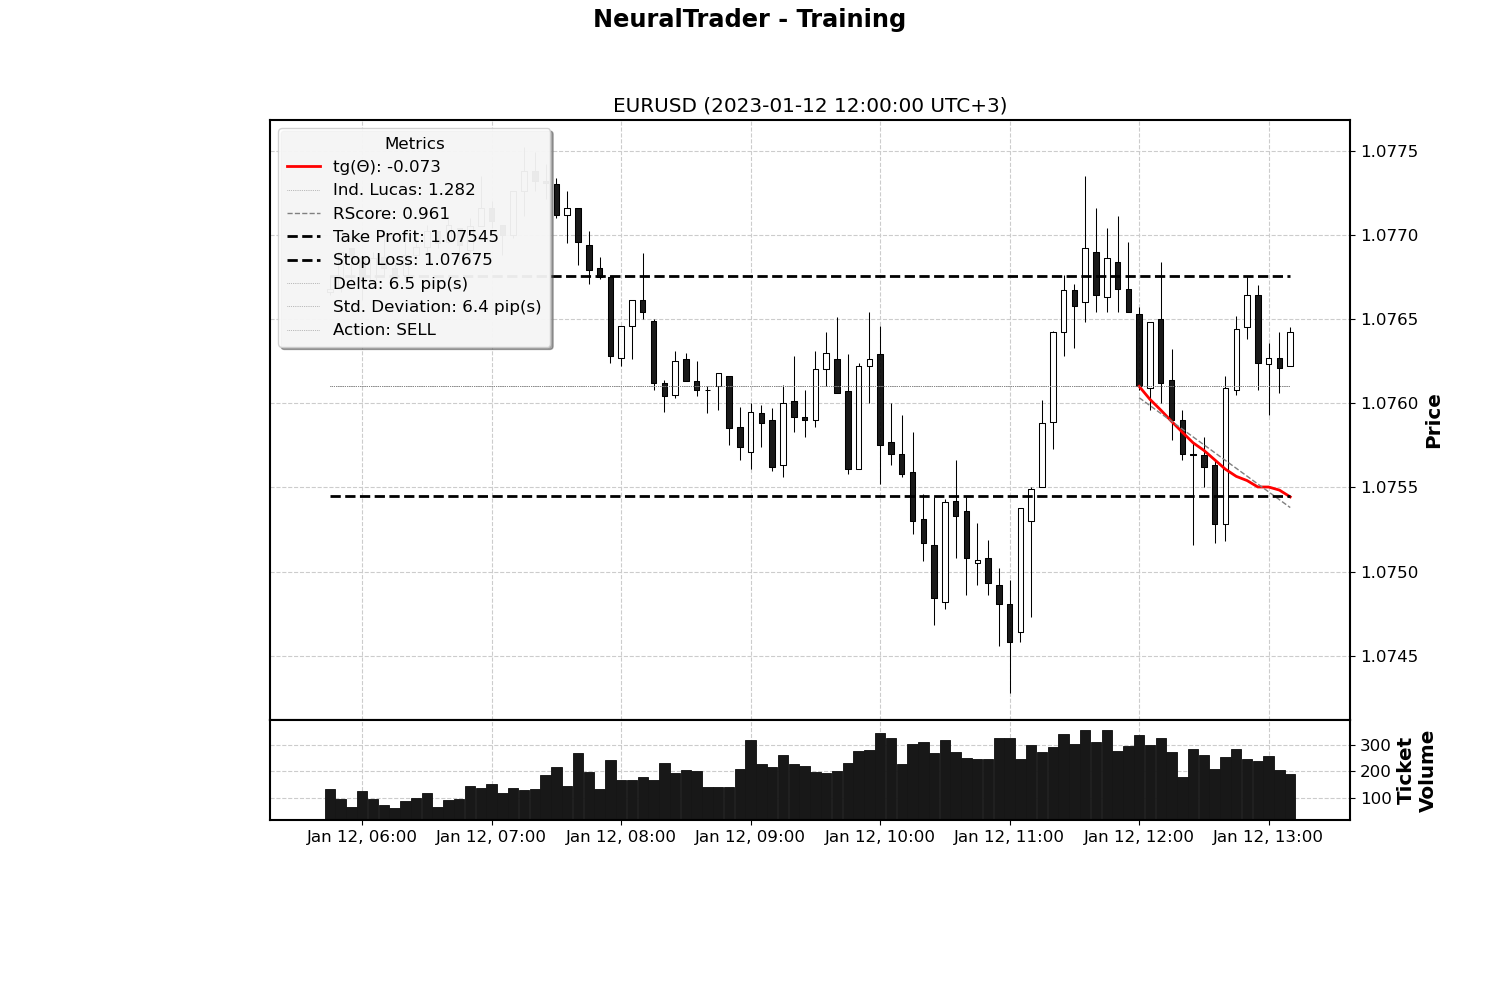 NeuralTrader - Training
EURUSD (2023-01-12 12:00:00 UTC+3)
Metrics
tg(Θ): -0.073
Ind. Lucas: 1.282
RScore: 0.961
Take Profit: 1.07545
Stop Loss: 1.07675
Delta: 6.5 pip(s)
Std. Deviation: 6.4 pip(s)
Action: SELL
1.0775
1.0770
1.0765
1.0760
1.0755
1.0750
1.0745
Price
300
200
100
Ticket
Volume
Jan 12, 06:00
Jan 12, 07:00
Jan 12, 08:00
Jan 12, 09:00
Jan 12, 10:00
Jan 12, 11:00
Jan 12, 12:00
Jan 12, 13:00